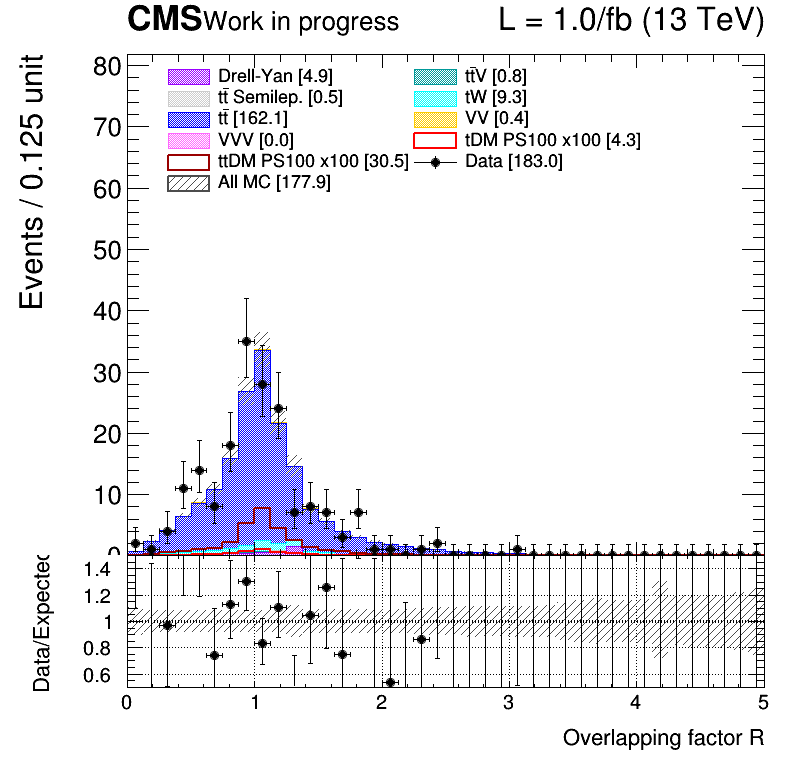 CMS Work in progress L = 1.0/fb (13 TeV)
Events / 0.125 unit
80
70
60
50
40
30
20
10
0
Drell-Yan [4.9] tt̄V [0.8]
tt̄ Semilep. [0.5] tW [9.3]
tt̄ [162.1] VV [0.4]
VVV [0.0] tDM PS100 x100 [4.3]
ttDM PS100 x100 [30.5] Data [183.0]
All MC [177.9]
Data/Expected
1.4
1.2
1
0.8
0.6
0 1 2 3 4 5
Overlapping factor R